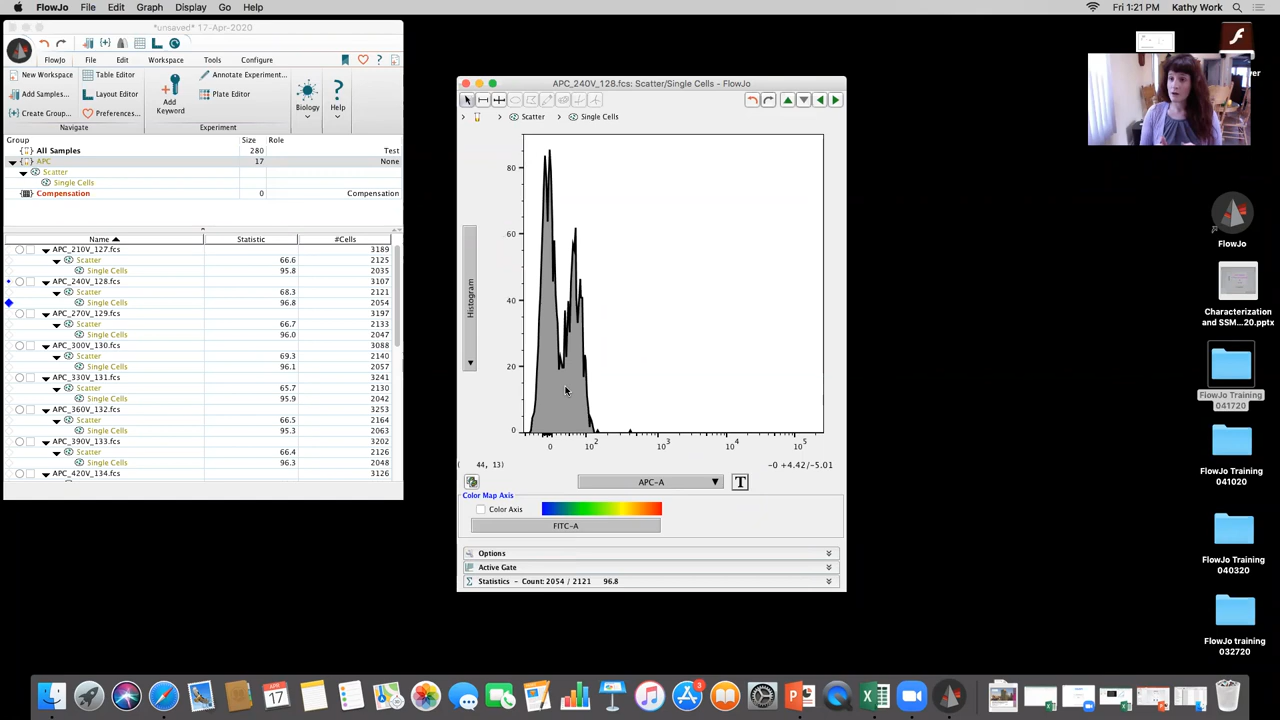 FlowJo File Edit Graph Display Go Help
Fri 1:21 PM Kathy Work
*unsaved* 17-Apr-2020
FlowJo File Edit Workspace Tools Configure
New Workspace Table Editor Annotate Experiment...
Add Samples... Layout Editor Plate Editor
Create Group... Preferences...
Add Keyword
Biology
Help
Navigate Experiment
Group Size Role
All Samples 280 Test
APC 17 None
Scatter
Single Cells
Compensation 0 Compensation
Name Statistic #Cells
APC_210V_127.fcs 3189
Scatter 66.6 2125
Single Cells 95.8 2035
APC_240V_128.fcs 3107
Scatter 68.3 2121
Single Cells 96.8 2054
APC_270V_129.fcs 3197
Scatter 66.7 2133
Single Cells 96.0 2047
APC_300V_130.fcs 3088
Scatter 69.3 2140
Single Cells 96.1 2057
APC_330V_131.fcs 3241
Scatter 65.7 2130
Single Cells 95.9 2042
APC_360V_132.fcs 3253
Scatter 66.5 2164
Single Cells 95.3 2063
APC_390V_133.fcs 3202
Scatter 66.4 2126
Single Cells 96.3 2048
APC_420V_134.fcs 3126
APC_240V_128.fcs: Scatter/Single Cells - FlowJo
Scatter Single Cells
Histogram
80
60
40
20
0
0 10^2 10^3 10^4 10^5
( 44, 13) -0 +4.42/-5.01
APC-A T
Color Map Axis
Color Axis
FITC-A
Options
Active Gate
Statistics - Count: 2054 / 2121 96.8
FlowJo
Characterization
and SSM...20.pptx
FlowJo Training
041720
FlowJo Training
041020
FlowJo Training
040320
FlowJo training
032720
APR
17